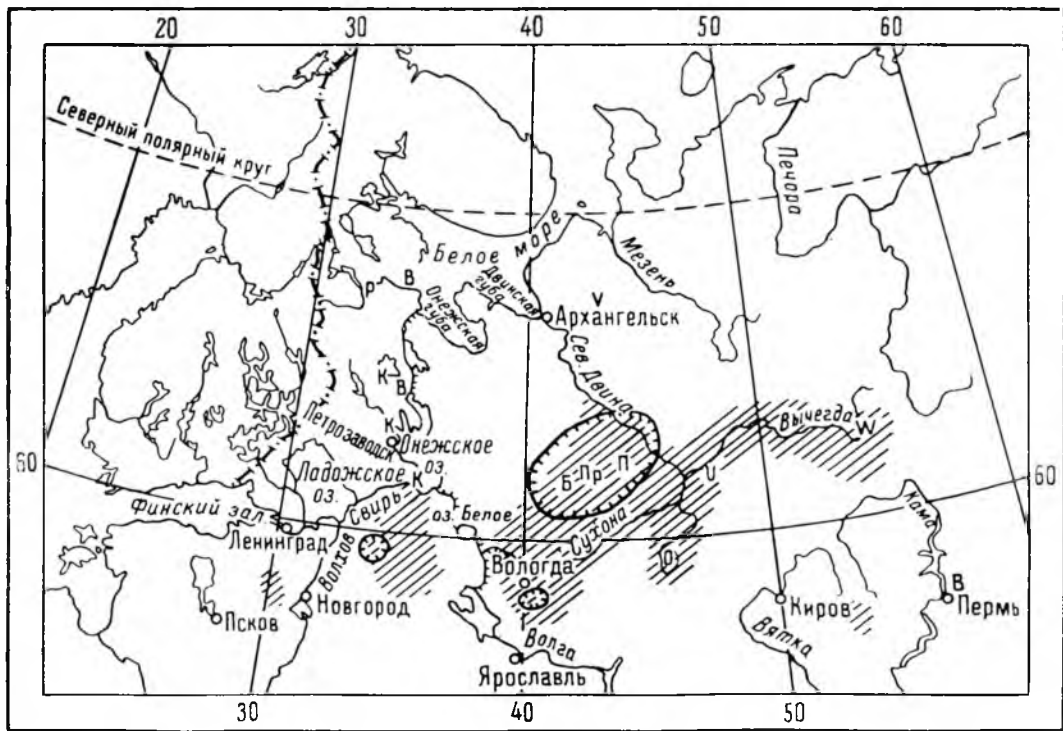 20 30 40 50 60
Северный полярный круг
Печора
Белое море
Мезень
Р В
Онежская губа
Двинская губа
V
Архангельск
Сев. Двина
К В
К
Петрозаводск
Онежское оз.
Вычегда W
60
Ладожское оз.
К
Свирь
Б Пр П
U
60
Финский зал.
Ленинград
Волхов
оз. Белое
Сухона
О
Кама
Вологда
В
Псков
Новгород
Киров
Пермь
Вятка
Волга
Ярославль
30 40 50